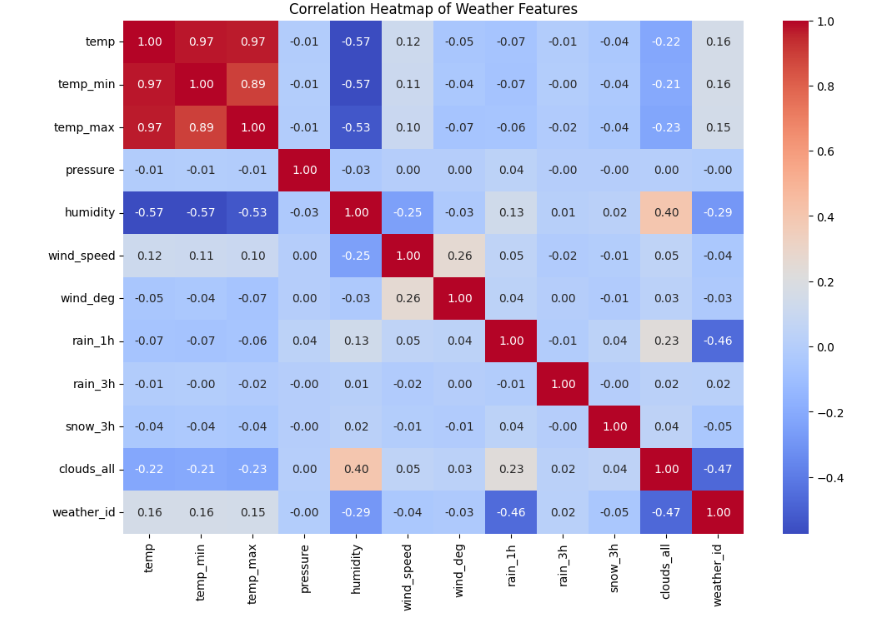 Correlation Heatmap of Weather Features
temp 1.00 0.97 0.97 -0.01 -0.57 0.12 -0.05 -0.07 -0.01 -0.04 -0.22 0.16
temp_min 0.97 1.00 0.89 -0.01 -0.57 0.11 -0.04 -0.07 -0.00 -0.04 -0.21 0.16
temp_max 0.97 0.89 1.00 -0.01 -0.53 0.10 -0.07 -0.06 -0.02 -0.04 -0.23 0.15
pressure -0.01 -0.01 -0.01 1.00 -0.03 0.00 0.00 0.04 -0.00 -0.00 0.00 -0.00
humidity -0.57 -0.57 -0.53 -0.03 1.00 -0.25 -0.03 0.13 0.01 0.02 0.40 -0.29
wind_speed 0.12 0.11 0.10 0.00 -0.25 1.00 0.26 0.05 -0.02 -0.01 0.05 -0.04
wind_deg -0.05 -0.04 -0.07 0.00 -0.03 0.26 1.00 0.04 0.00 -0.01 0.03 -0.03
rain_1h -0.07 -0.07 -0.06 0.04 0.13 0.05 0.04 1.00 -0.01 0.04 0.23 -0.46
rain_3h -0.01 -0.00 -0.02 -0.00 0.01 -0.02 0.00 -0.01 1.00 -0.00 0.02 0.02
snow_3h -0.04 -0.04 -0.04 -0.00 0.02 -0.01 -0.01 0.04 -0.00 1.00 0.04 -0.05
clouds_all -0.22 -0.21 -0.23 0.00 0.40 0.05 0.03 0.23 0.02 0.04 1.00 -0.47
weather_id 0.16 0.16 0.15 -0.00 -0.29 -0.04 -0.03 -0.46 0.02 -0.05 -0.47 1.00
temp temp_min temp_max pressure humidity wind_speed wind_deg rain_1h rain_3h snow_3h clouds_all weather_id
1.0
0.8
0.6
0.4
0.2
0.0
−0.2
−0.4